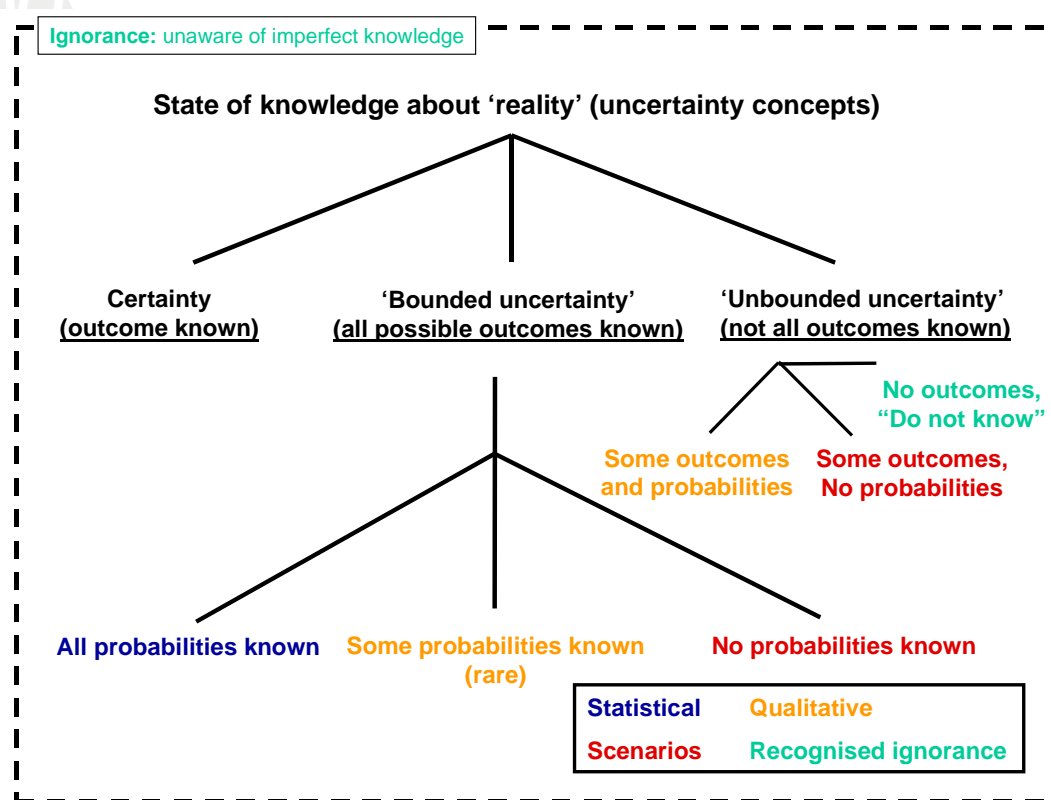 Ignorance: unaware of imperfect knowledge
State of knowledge about ‘reality’ (uncertainty concepts)
Certainty
(outcome known)
‘Bounded uncertainty’
(all possible outcomes known)
‘Unbounded uncertainty’
(not all outcomes known)
No outcomes,
“Do not know”
Some outcomes
and probabilities
Some outcomes,
No probabilities
All probabilities known
Some probabilities known
(rare)
No probabilities known
Statistical
Qualitative
Scenarios
Recognised ignorance